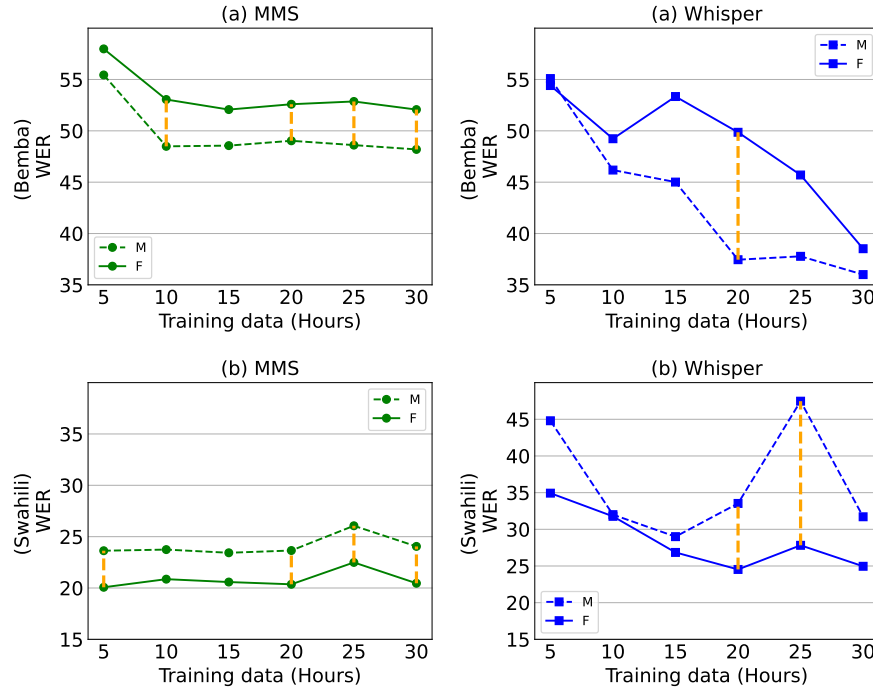 (a) MMS
(Bemba)
WER
55
50
45
40
35
M
F
5 10 15 20 25 30
Training data (Hours)
(a) Whisper
(Bemba)
WER
55
50
45
40
35
M
F
5 10 15 20 25 30
Training data (Hours)
(b) MMS
(Swahili)
WER
35
30
25
20
15
M
F
5 10 15 20 25 30
Training data (Hours)
(b) Whisper
(Swahili)
WER
45
40
35
30
25
20
15
M
F
5 10 15 20 25 30
Training data (Hours)